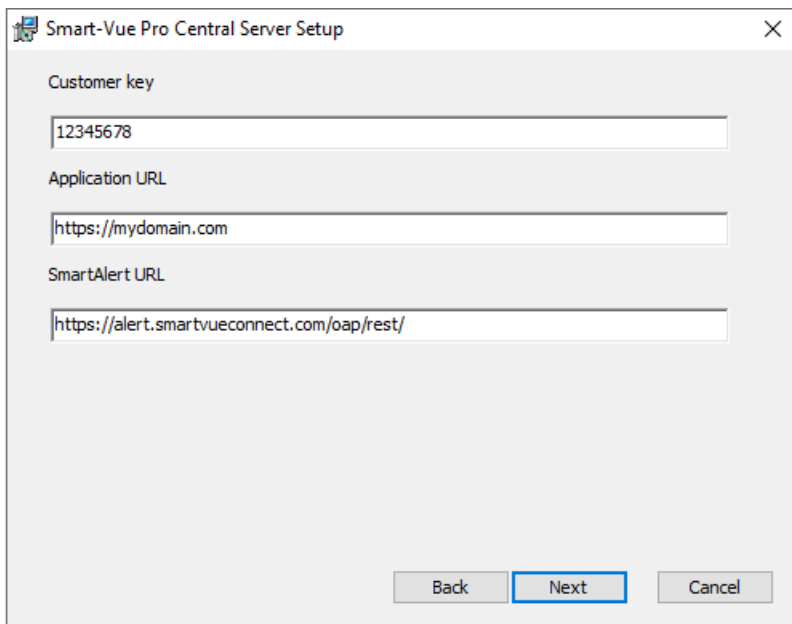 Smart-Vue Pro Central Server Setup
Customer key
12345678
Application URL
https://mydomain.com
SmartAlert URL
https://alert.smartvueconnect.com/oap/rest/
Back Next Cancel